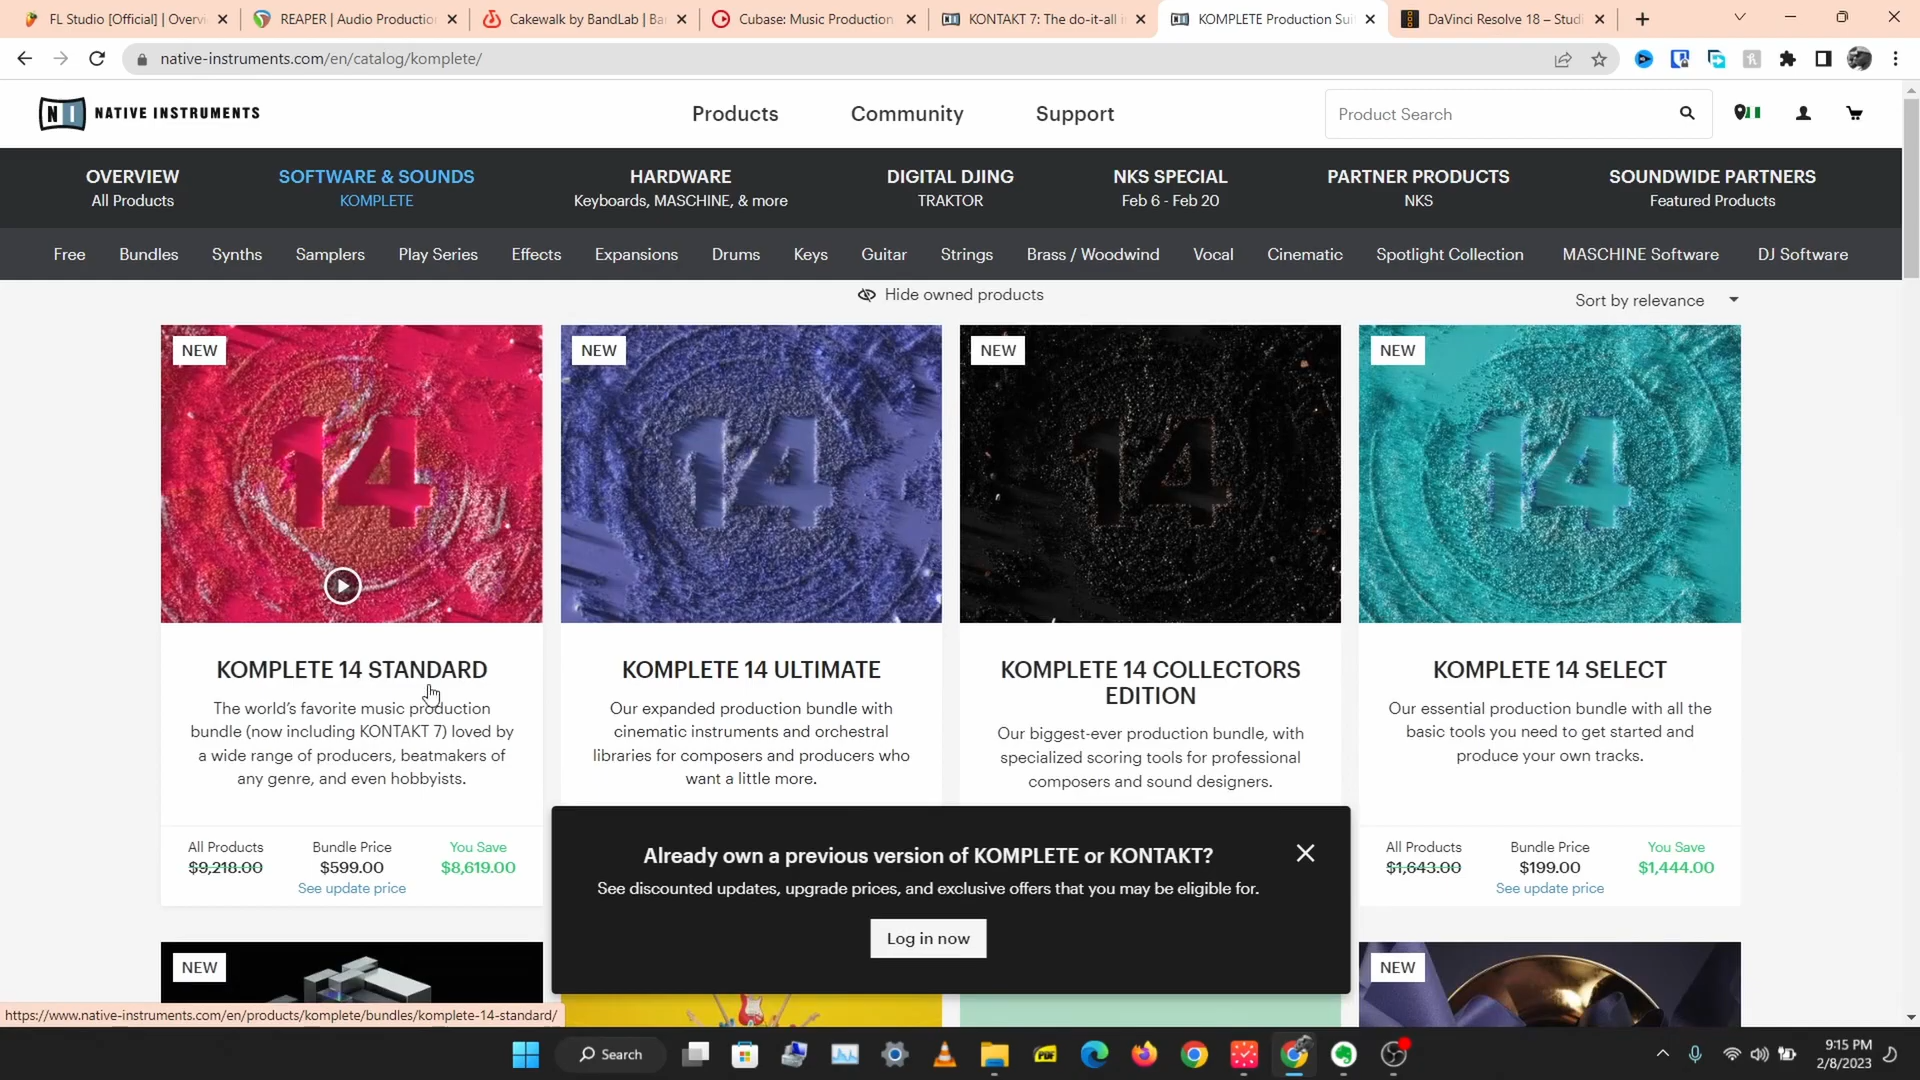 FL Studio [Official] | Overvi
REAPER | Audio Productio
Cakewalk by BandLab | Ba
Cubase: Music Production
KONTAKT 7: The do-it-all i
KOMPLETE Production Sui
DaVinci Resolve 18 – Studi
native-instruments.com/en/catalog/komplete/
NI NATIVE INSTRUMENTS
Products
Community
Support
Product Search
OVERVIEW
All Products
SOFTWARE & SOUNDS
KOMPLETE
HARDWARE
Keyboards, MASCHINE, & more
DIGITAL DJING
TRAKTOR
NKS SPECIAL
Feb 6 - Feb 20
PARTNER PRODUCTS
NKS
SOUNDWIDE PARTNERS
Featured Products
Free Bundles Synths Samplers Play Series Effects Expansions Drums Keys Guitar Strings Brass / Woodwind Vocal Cinematic Spotlight Collection MASCHINE Software DJ Software
Hide owned products
Sort by relevance
NEW
14
KOMPLETE 14 STANDARD
The world's favorite music production
bundle (now including KONTAKT 7) loved by
a wide range of producers, beatmakers of
any genre, and even hobbyists.
All Products
$9,218.00
Bundle Price
$599.00
See update price
You Save
$8,619.00
NEW
14
KOMPLETE 14 ULTIMATE
Our expanded production bundle with
cinematic instruments and orchestral
libraries for composers and producers who
want a little more.
NEW
14
KOMPLETE 14 COLLECTORS
EDITION
Our biggest-ever production bundle, with
specialized scoring tools for professional
composers and sound designers.
NEW
14
KOMPLETE 14 SELECT
Our essential production bundle with all the
basic tools you need to get started and
produce your own tracks.
All Products
$1,643.00
Bundle Price
$199.00
See update price
You Save
$1,444.00
Already own a previous version of KOMPLETE or KONTAKT?
See discounted updates, upgrade prices, and exclusive offers that you may be eligible for.
Log in now
NEW
NEW
https://www.native-instruments.com/en/products/komplete/bundles/komplete-14-standard/
Search
PDF
9:15 PM
2/8/2023